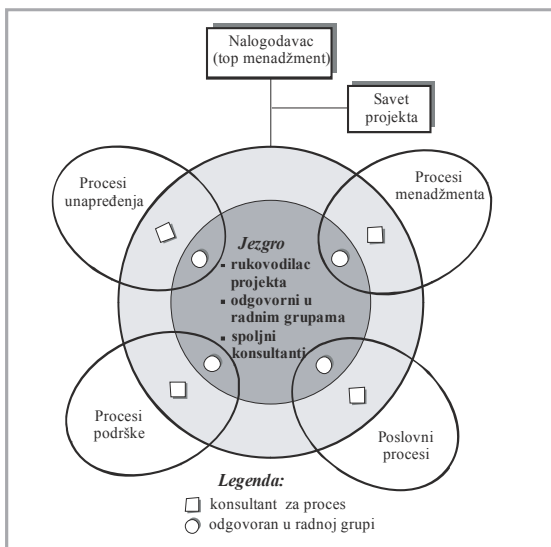 Nalogodavac
(top menadžment)
Savet
projekta
Procesi
unapređenja
Procesi
menadžmenta
Jezgro
▪ rukovodilac
projekta
▪ odgovorni u
radnim grupama
▪ spoljni
konsultanti
Procesi
podrške
Poslovni
procesi
Legenda:
konsultant za proces
odgovoran u radnoj grupi